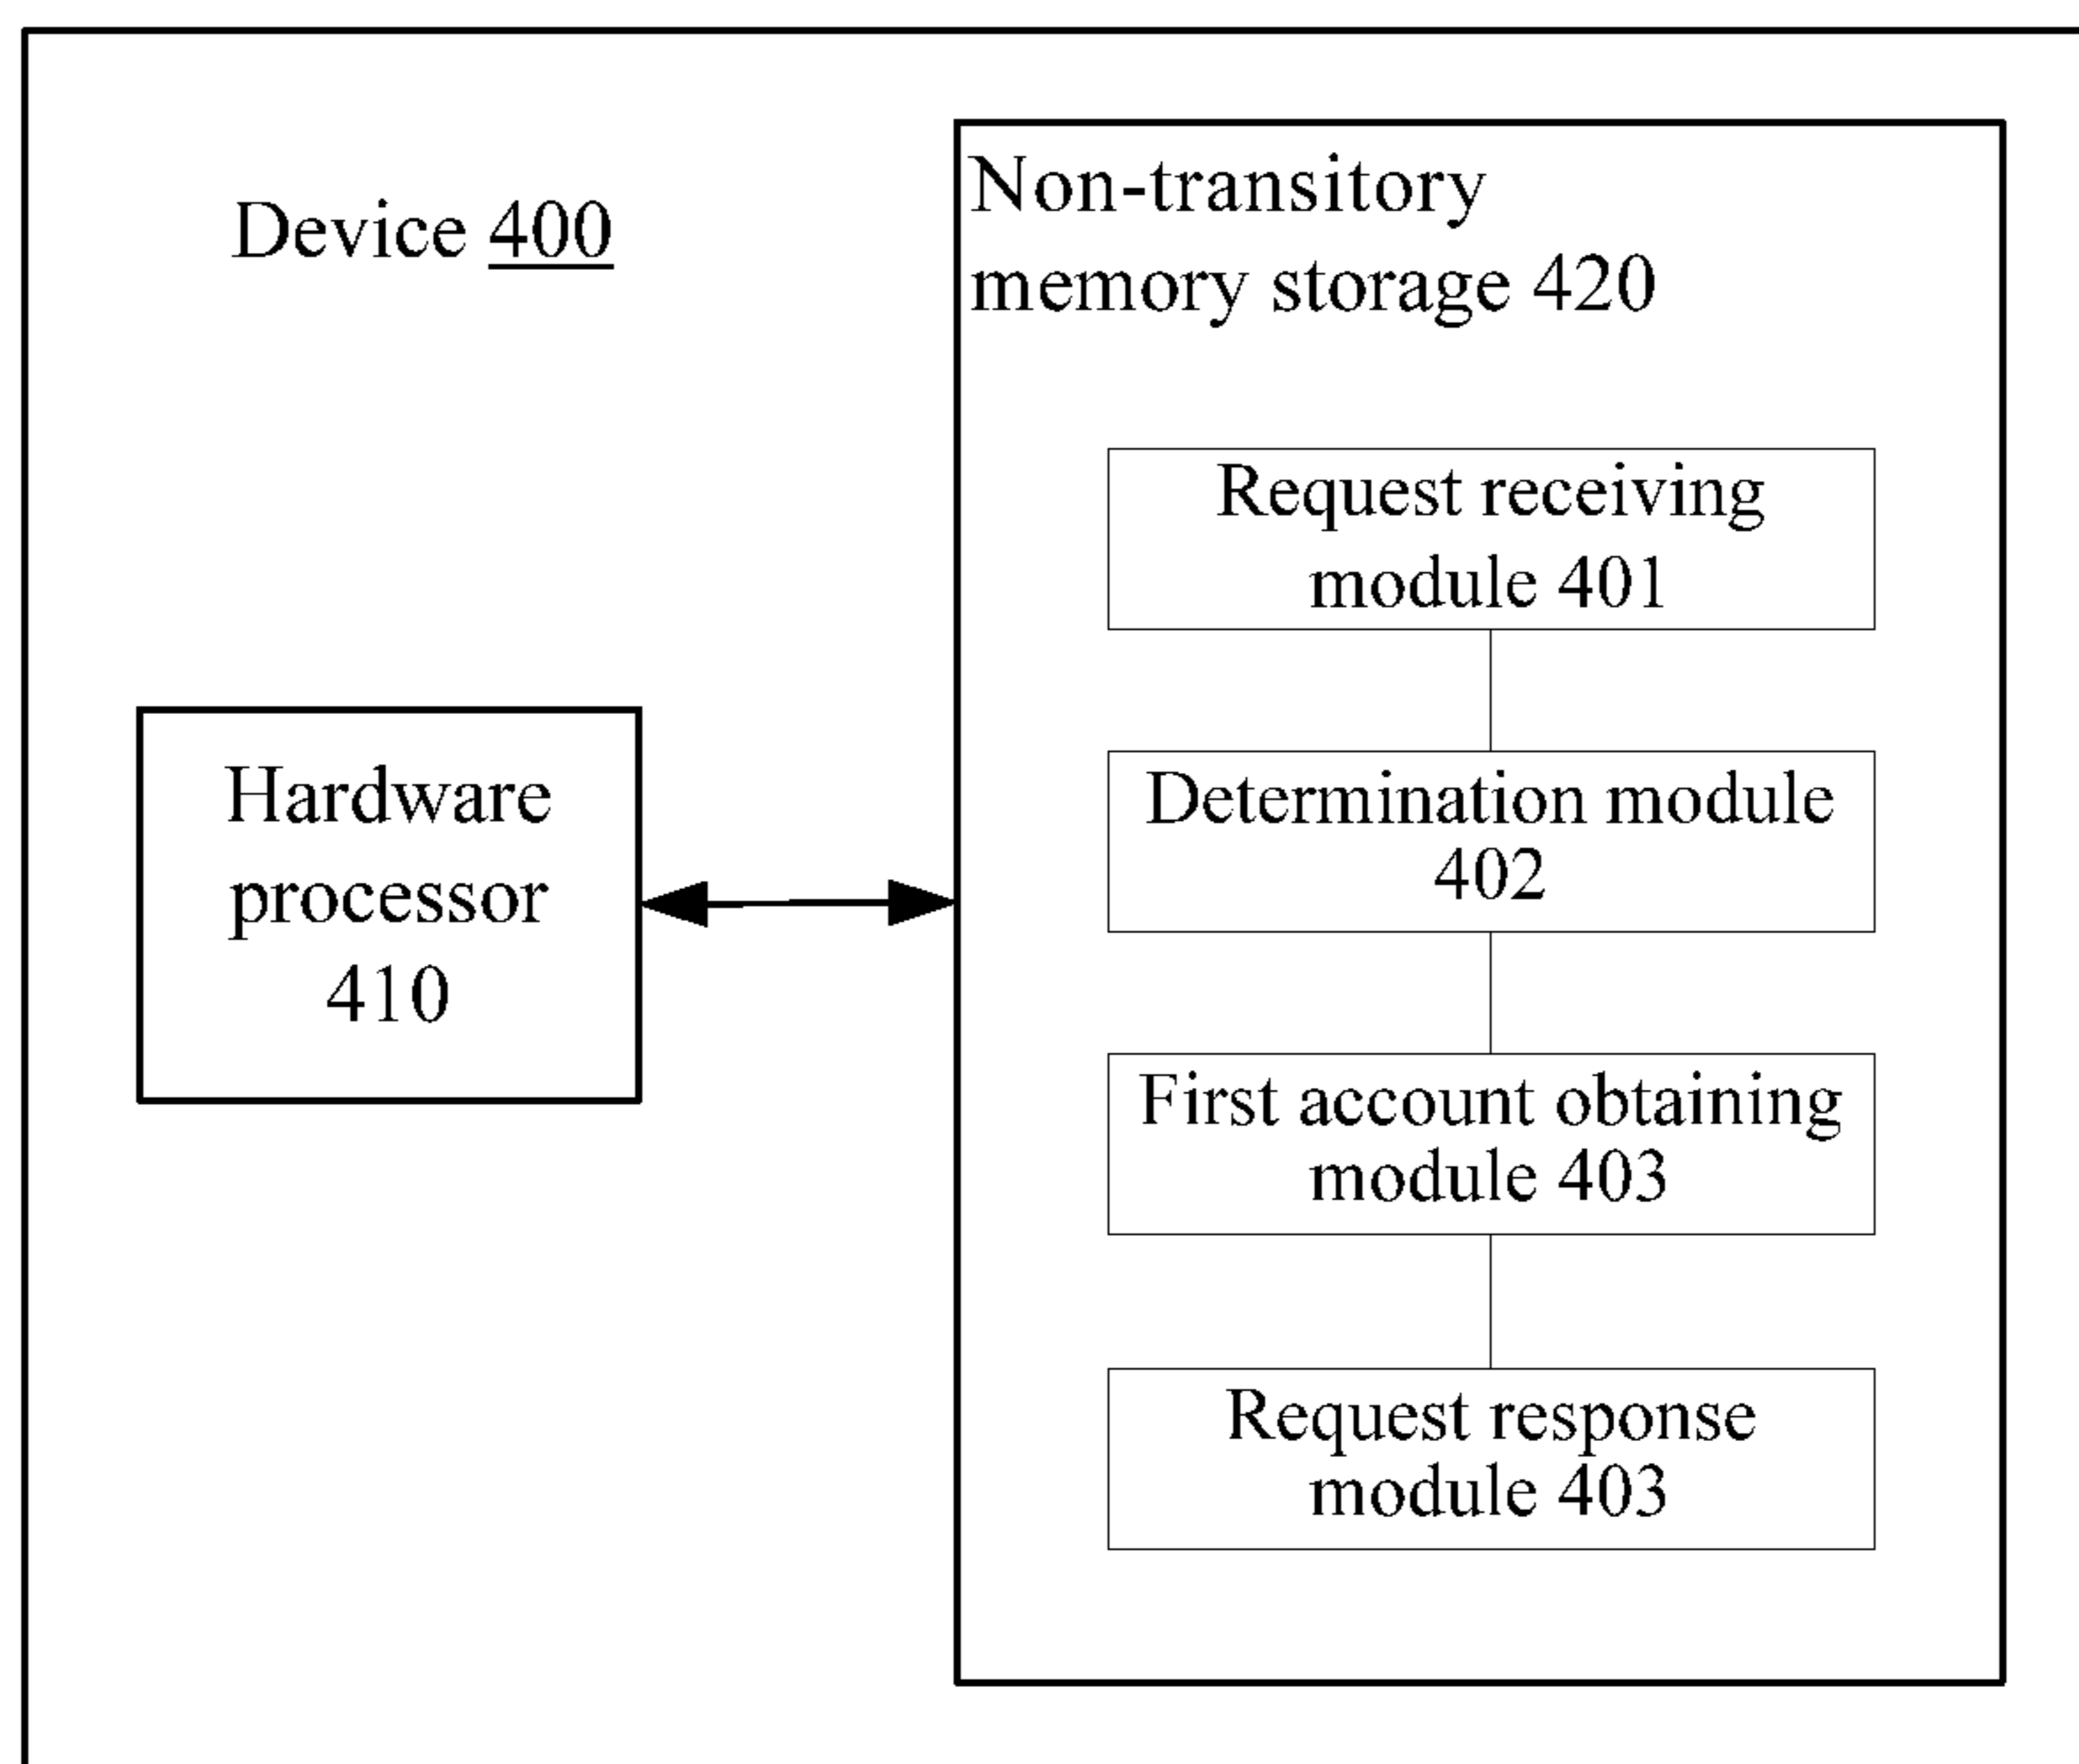 Device 400
Non-transitory
memory storage 420
Request receiving
module 401
Hardware
processor
410
Determination module
402
First account obtaining
module 403
Request response
module 403